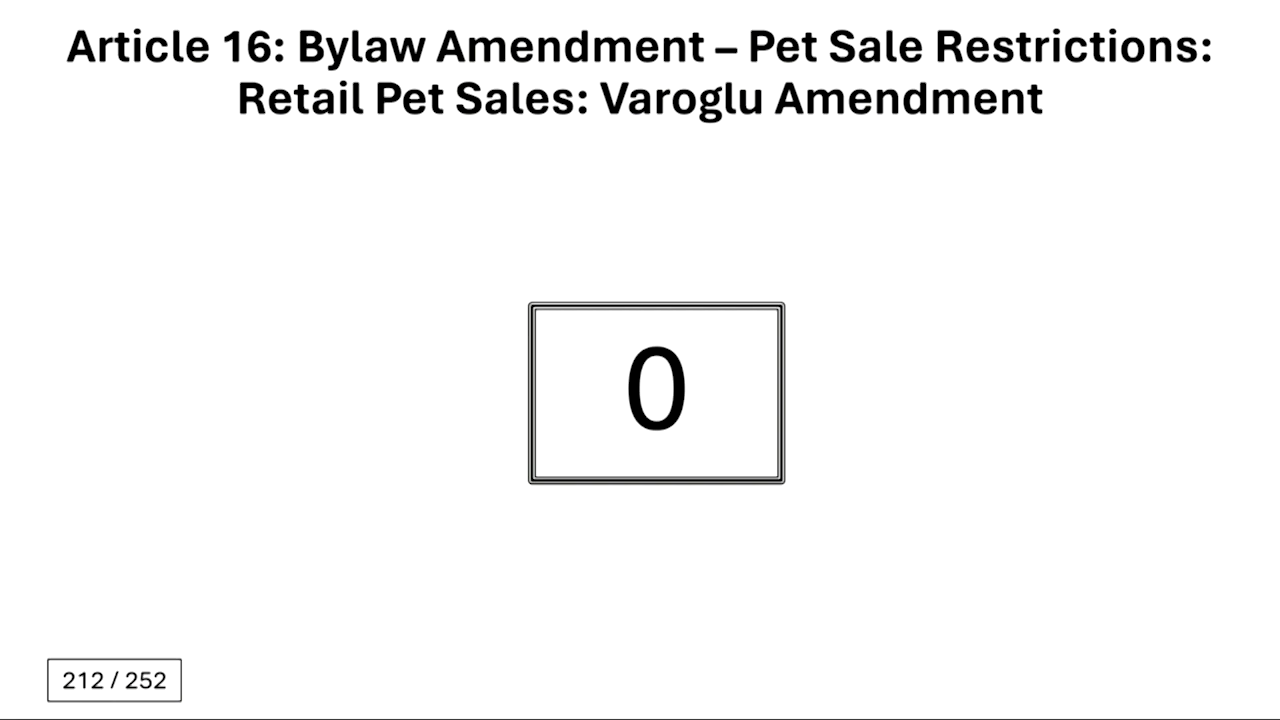 Article 16: Bylaw Amendment – Pet Sale Restrictions:
Retail Pet Sales: Varoglu Amendment
0
212 / 252